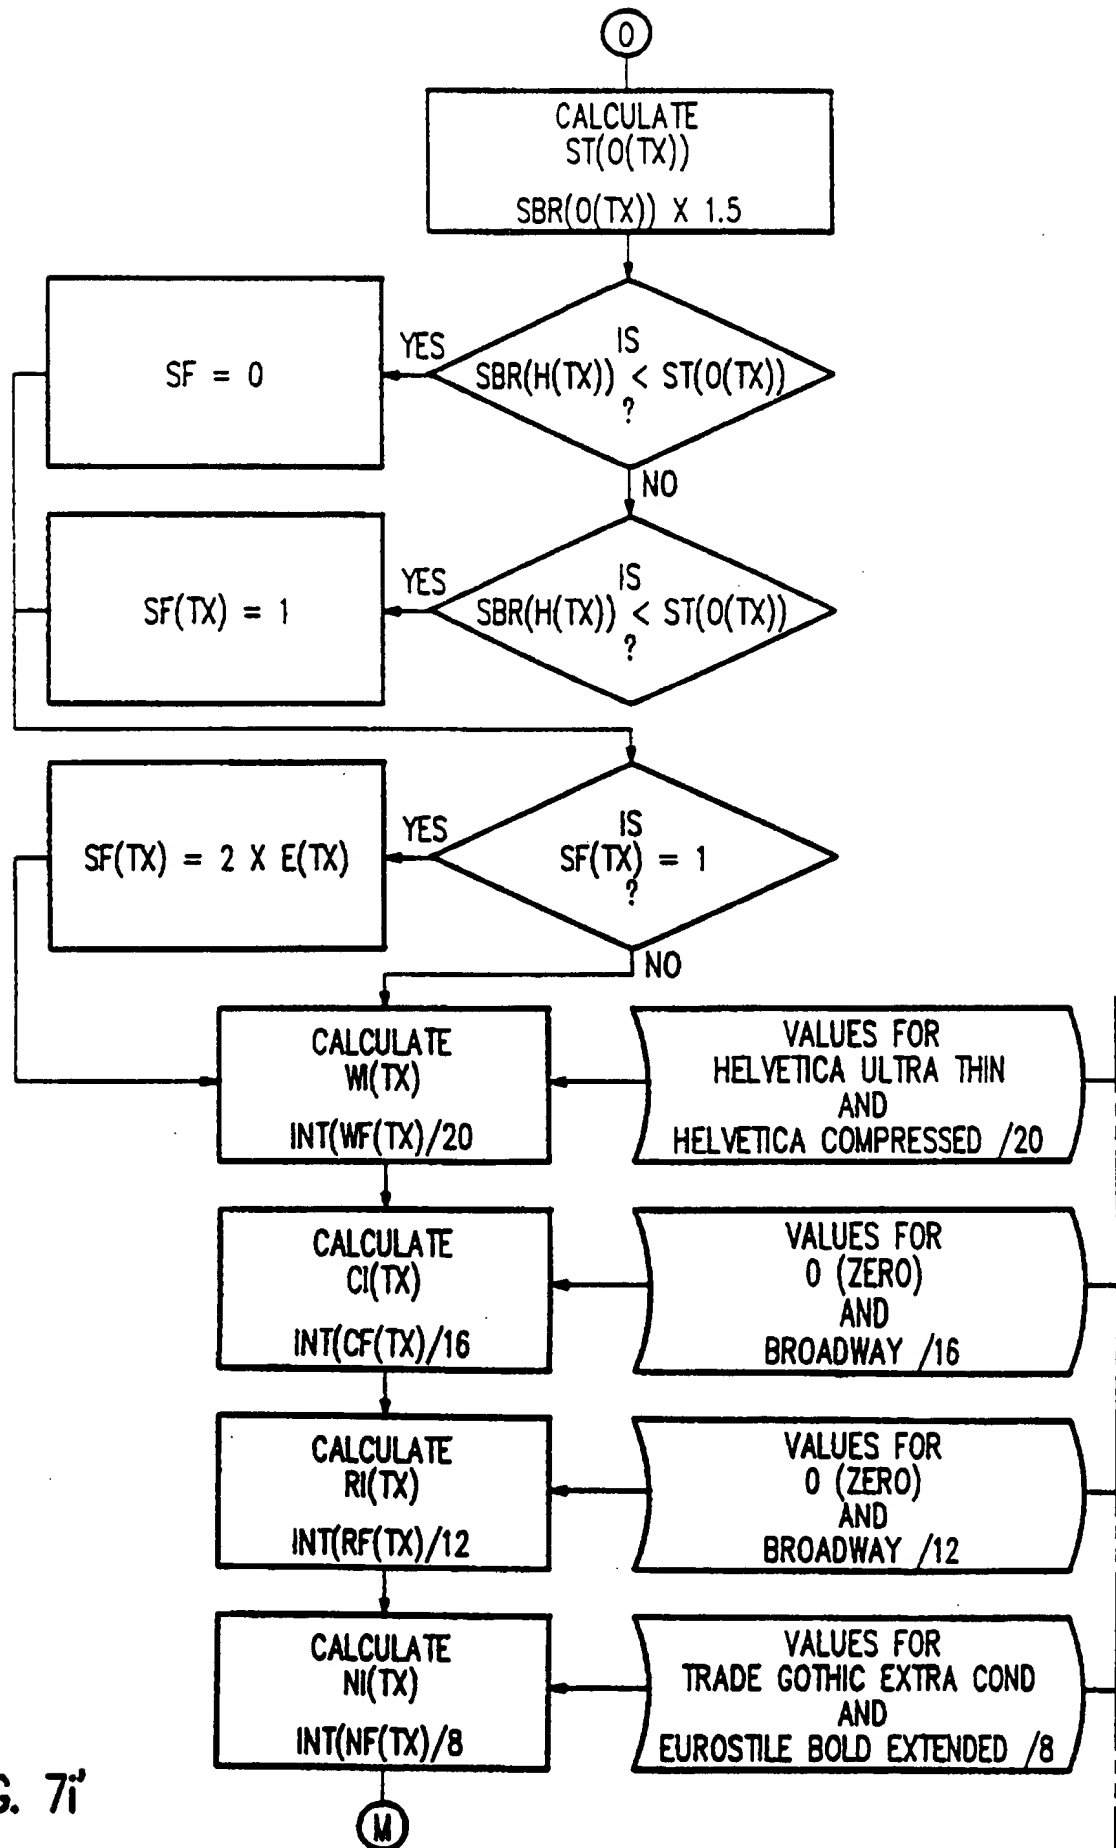 O
CALCULATE
ST(O(TX))
SBR(O(TX)) X 1.5
IS
SBR(H(TX)) < ST(O(TX))
?
YES
SF = 0
NO
IS
SBR(H(TX)) < ST(O(TX))
?
YES
SF(TX) = 1
IS
SF(TX) = 1
?
YES
SF(TX) = 2 X E(TX)
NO
CALCULATE
WI(TX)
INT(WF(TX)/20
VALUES FOR
HELVETICA ULTRA THIN
AND
HELVETICA COMPRESSED /20
CALCULATE
CI(TX)
INT(CF(TX)/16
VALUES FOR
0 (ZERO)
AND
BROADWAY /16
CALCULATE
RI(TX)
INT(RF(TX)/12
VALUES FOR
0 (ZERO)
AND
BROADWAY /12
CALCULATE
NI(TX)
INT(NF(TX)/8
VALUES FOR
TRADE GOTHIC EXTRA COND
AND
EUROSTILE BOLD EXTENDED /8
G. 7i'
M